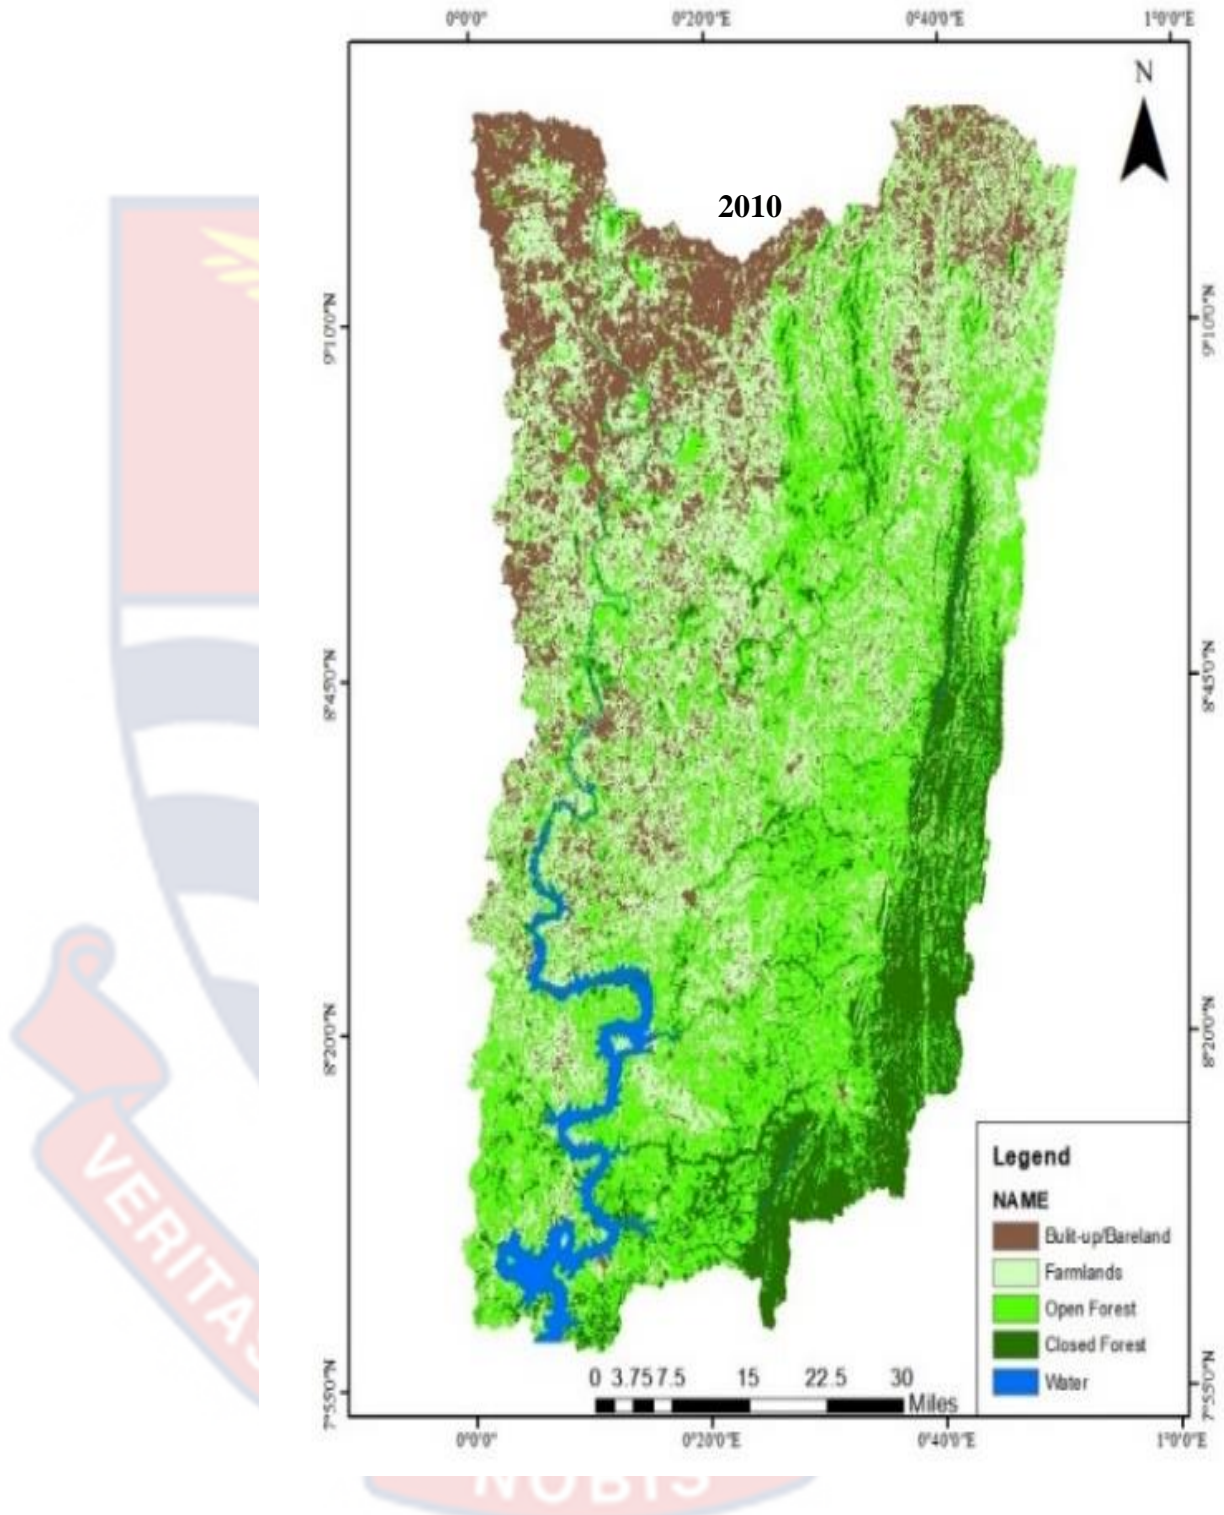 0°0'0" 0°20'0"E 0°40'0"E 1°0'0"E
N
2010
9°10'0"N 9°10'0"N
8°45'0"N 8°45'0"N
8°20'0"N 8°20'0"N
7°55'0"N 7°55'0"N
Legend
NAME
Bulit-up/Bareland
Farmlands
Open Forest
Closed Forest
Water
0 3.75 7.5 15 22.5 30
Miles
0°0'0" 0°20'0"E 0°40'0"E 1°0'0"E
VERITAS
NOBIS